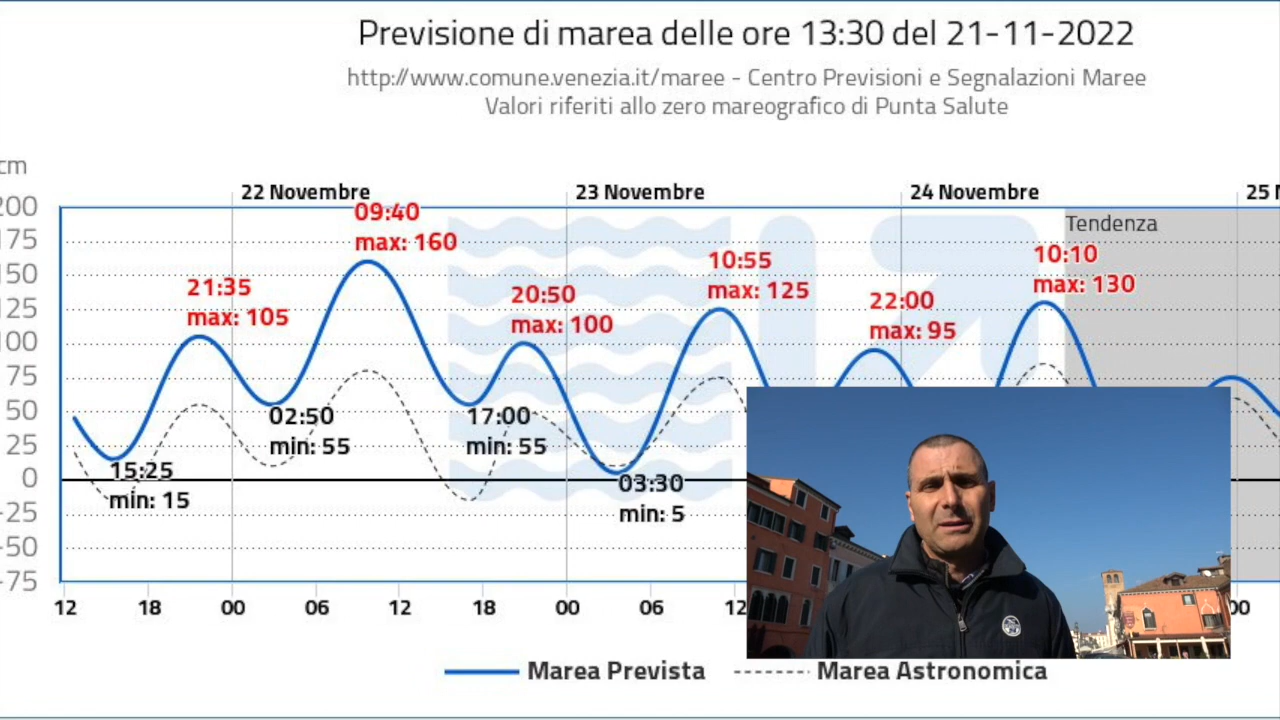 Previsione di marea delle ore 13:30 del 21-11-2022
http://www.comune.venezia.it/maree - Centro Previsioni e Segnalazioni Maree
Valori riferiti allo zero mareografico di Punta Salute
cm
22 Novembre
23 Novembre
24 Novembre
25 N
200
175
150
125
100
75
50
25
0
-25
-50
-75
Tendenza
15:25
min: 15
21:35
max: 105
02:50
min: 55
09:40
max: 160
17:00
min: 55
20:50
max: 100
03:30
min: 5
10:55
max: 125
22:00
max: 95
10:10
max: 130
12
18
00
06
12
18
00
06
12
00
Marea Prevista
Marea Astronomica